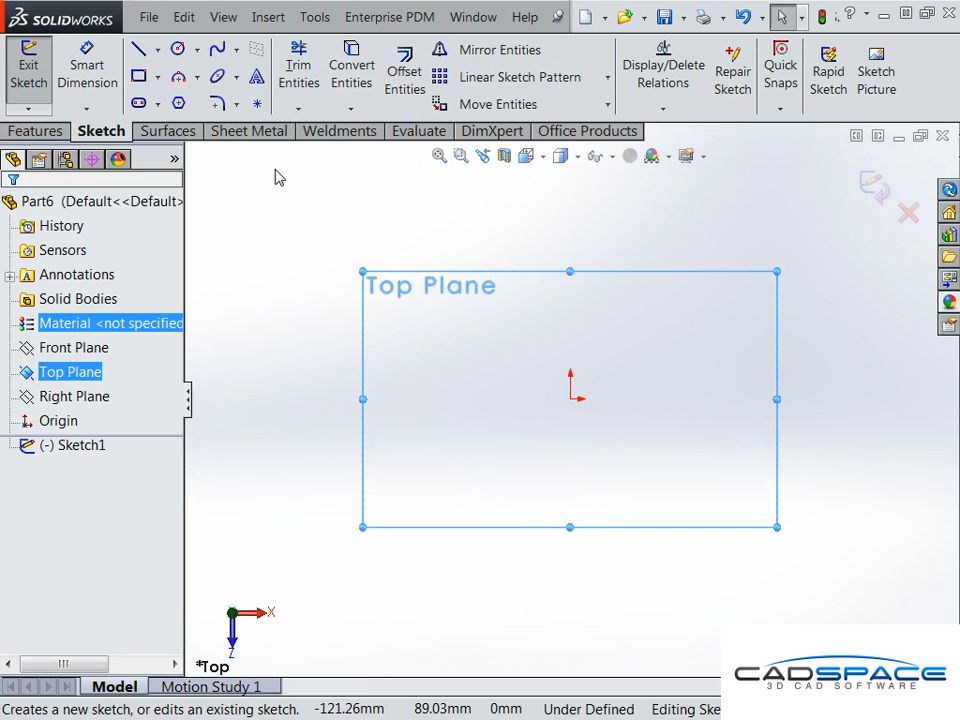 SOLIDWORKS File Edit View Insert Tools Enterprise PDM Window Help ?
Exit Sketch
Smart Dimension
Trim Entities
Convert Entities
Offset Entities
Mirror Entities
Linear Sketch Pattern
Move Entities
Display/Delete Relations
Repair Sketch
Quick Snaps
Rapid Sketch
Sketch Picture
Features Sketch Surfaces Sheet Metal Weldments Evaluate DimXpert Office Products
»
Part6 (Default<<Default>
History
Sensors
Annotations
Solid Bodies
Material <not specified
Front Plane
Top Plane
Right Plane
Origin
(-) Sketch1
Top Plane
X
Z
*Top
Model Motion Study 1
Creates a new sketch, or edits an existing sketch. -121.26mm 89.03mm 0mm Under Defined Editing Ske
CADSPACE
3D CAD SOFTWARE